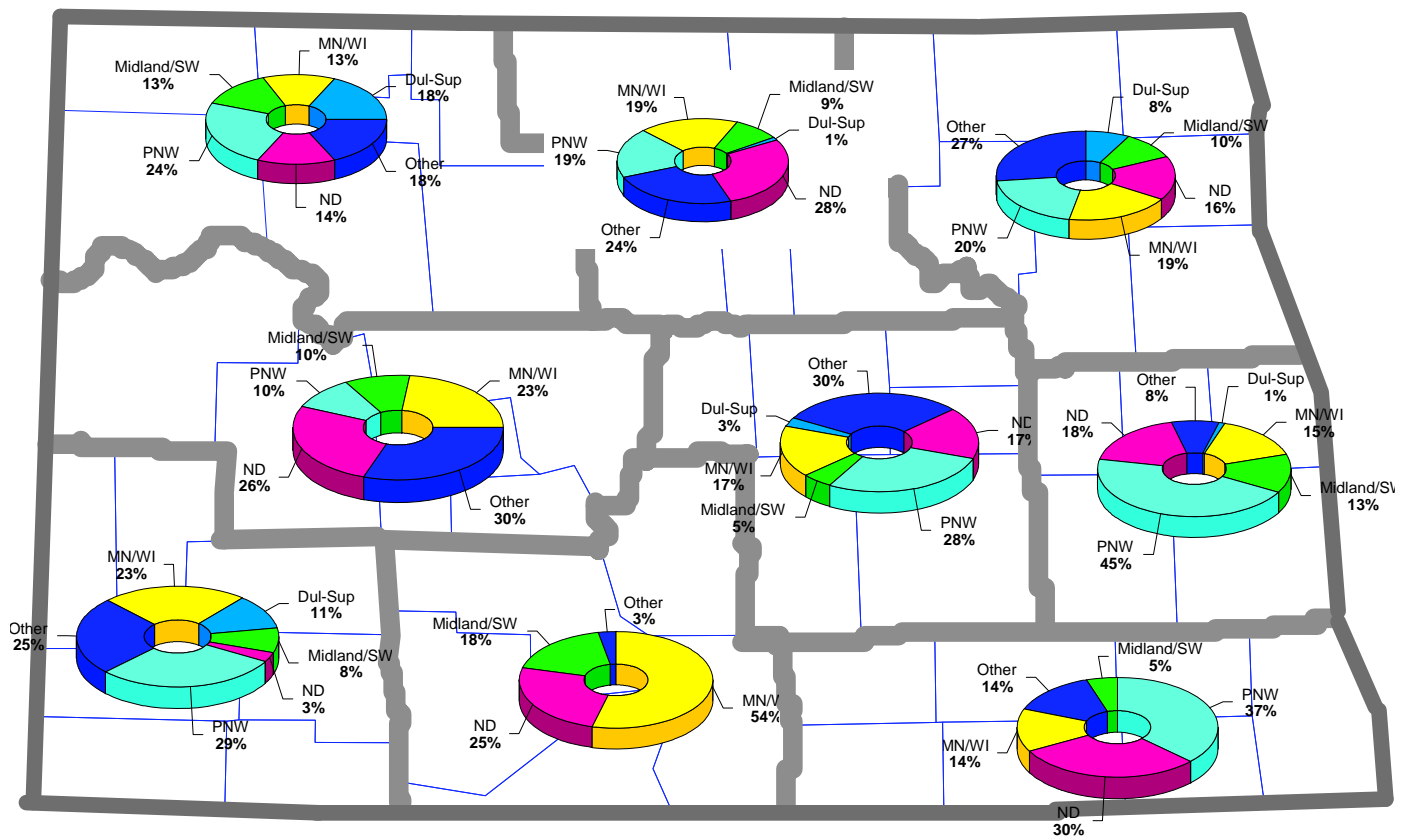 MN/WI
13%
Midland/SW
13%
Dul-Sup
18%
PNW
24%
Other
18%
ND
14%
MN/WI
19%
Midland/SW
9%
Dul-Sup
1%
PNW
19%
ND
28%
Other
24%
Dul-Sup
8%
Other
27%
Midland/SW
10%
ND
16%
PNW
20%
MN/WI
19%
Midland/SW
10%
PNW
10%
MN/WI
23%
ND
26%
Other
30%
Other
30%
Dul-Sup
3%
ND
17%
MN/WI
17%
Midland/SW
5%
PNW
28%
Other
8%
Dul-Sup
1%
ND
18%
MN/WI
15%
Midland/SV
13%
PNW
45%
MN/WI
23%
Dul-Sup
11%
Other
25%
Midland/SW
8%
ND
3%
PNW
29%
Other
3%
Midland/SW
18%
MN/V
54%
ND
25%
Midland/SW
5%
Other
14%
PNW
37%
MN/WI
14%
ND
30%